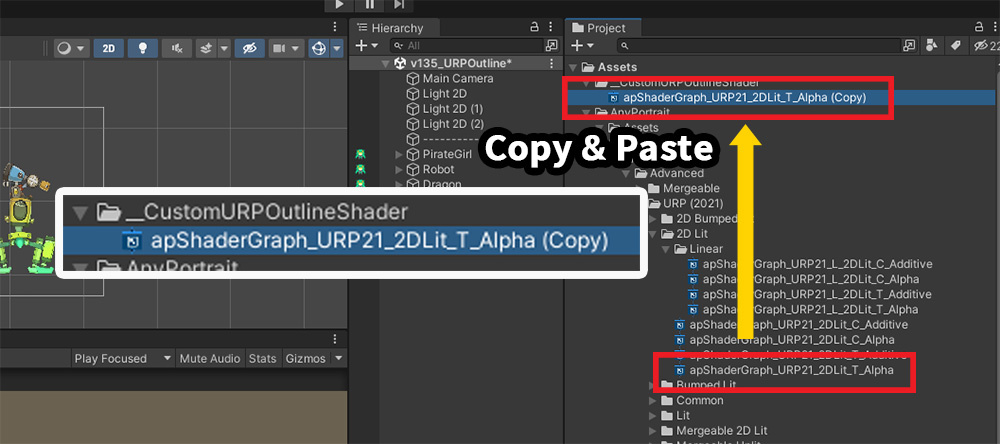 Hierarchy
Project
2D
All
22
v135_URPOutline*
Main Camera
Light 2D
Light 2D (1)
Light 2D (2)
------------
PirateGirl
Robot
Dragon
Assets
__CustomURPOutlineShader
apShaderGraph_URP21_2DLit_T_Alpha (Copy)
AnyPortrait
Assets
Copy & Paste
Advanced
Mergeable
URP (2021)
2D Bumped
2D Lit
Linear
apShaderGraph_URP21_L_2DLit_C_Additive
apShaderGraph_URP21_L_2DLit_C_Alpha
apShaderGraph_URP21_L_2DLit_T_Additive
apShaderGraph_URP21_L_2DLit_T_Alpha
apShaderGraph_URP21_2DLit_C_Additive
apShaderGraph_URP21_2DLit_C_Alpha
apShaderGraph_URP21_2DLit_T_Additive
apShaderGraph_URP21_2DLit_T_Alpha
Bumped Lit
Common
Lit
Mergeable 2D Lit
Mergeable Unlit
__CustomURPOutlineShader
apShaderGraph_URP21_2DLit_T_Alpha (Copy)
AnyPortrait
Play Focused
Mute Audio
Stats
Gizmos